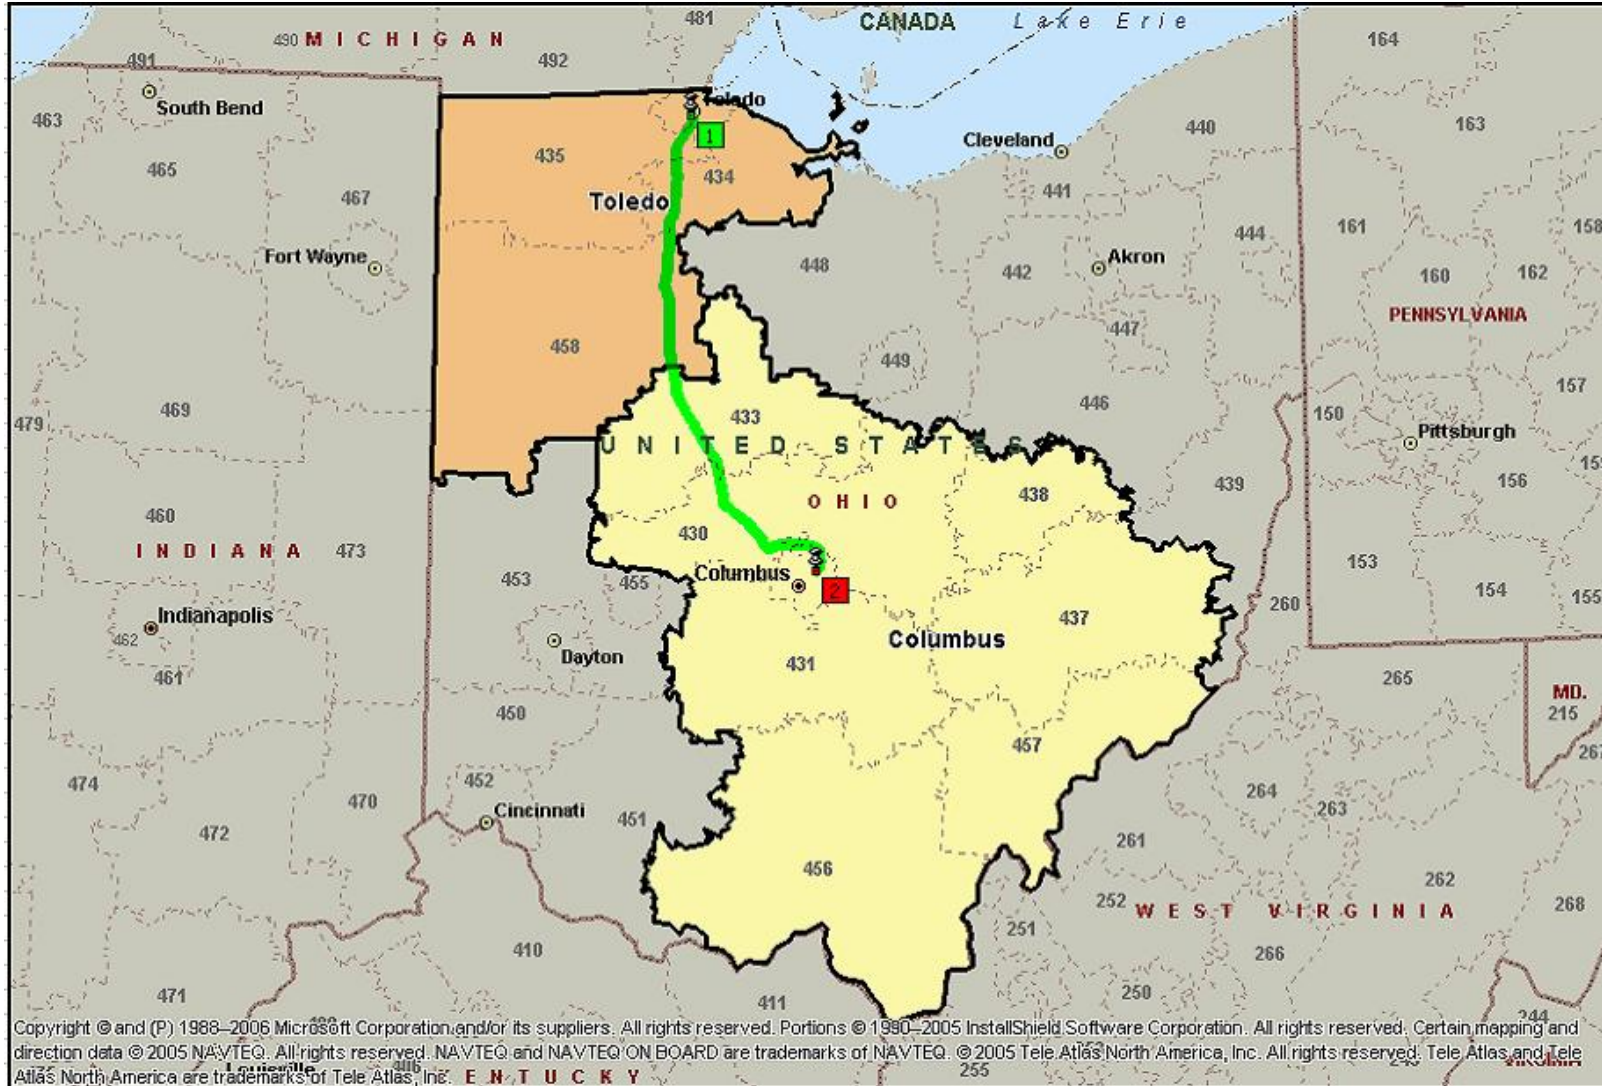 481
CANADA
Lake Erie
164
490
MICHIGAN
492
491
South Bend
Toledo
463
1
163
440
Cleveland
435
465
434
441
467
Toledo
161
158
444
Fort Wayne
448
442
Akron
160
162
PENNSYLVANIA
447
458
449
157
469
433
446
150
479
Pittsburgh
UNITED STATES
156
438
439
OHIO
460
430
INDIANA
473
153
Columbus
453
455
2
154
155
260
Indianapolis
462
437
Columbus
Dayton
431
461
265
MD.
215
450
457
267
474
452
264
470
263
Cincinnati
451
472
261
456
262
252
WEST VIRGINIA
268
251
410
266
471
250
411
Copyright © and (P) 1988–2006 Microsoft Corporation and/or its suppliers. All rights reserved. Portions © 1990–2005 InstallShield Software Corporation. All rights reserved. Certain mapping and
direction data © 2005 NAVTEQ. All rights reserved. NAVTEQ and NAVTEQ ON BOARD are trademarks of NAVTEQ. © 2005 Tele Atlas North America, Inc. All rights reserved. Tele Atlas and Tele
Atlas North America are trademarks of Tele Atlas, Inc.
244
Louisville
ENTUCKY
255